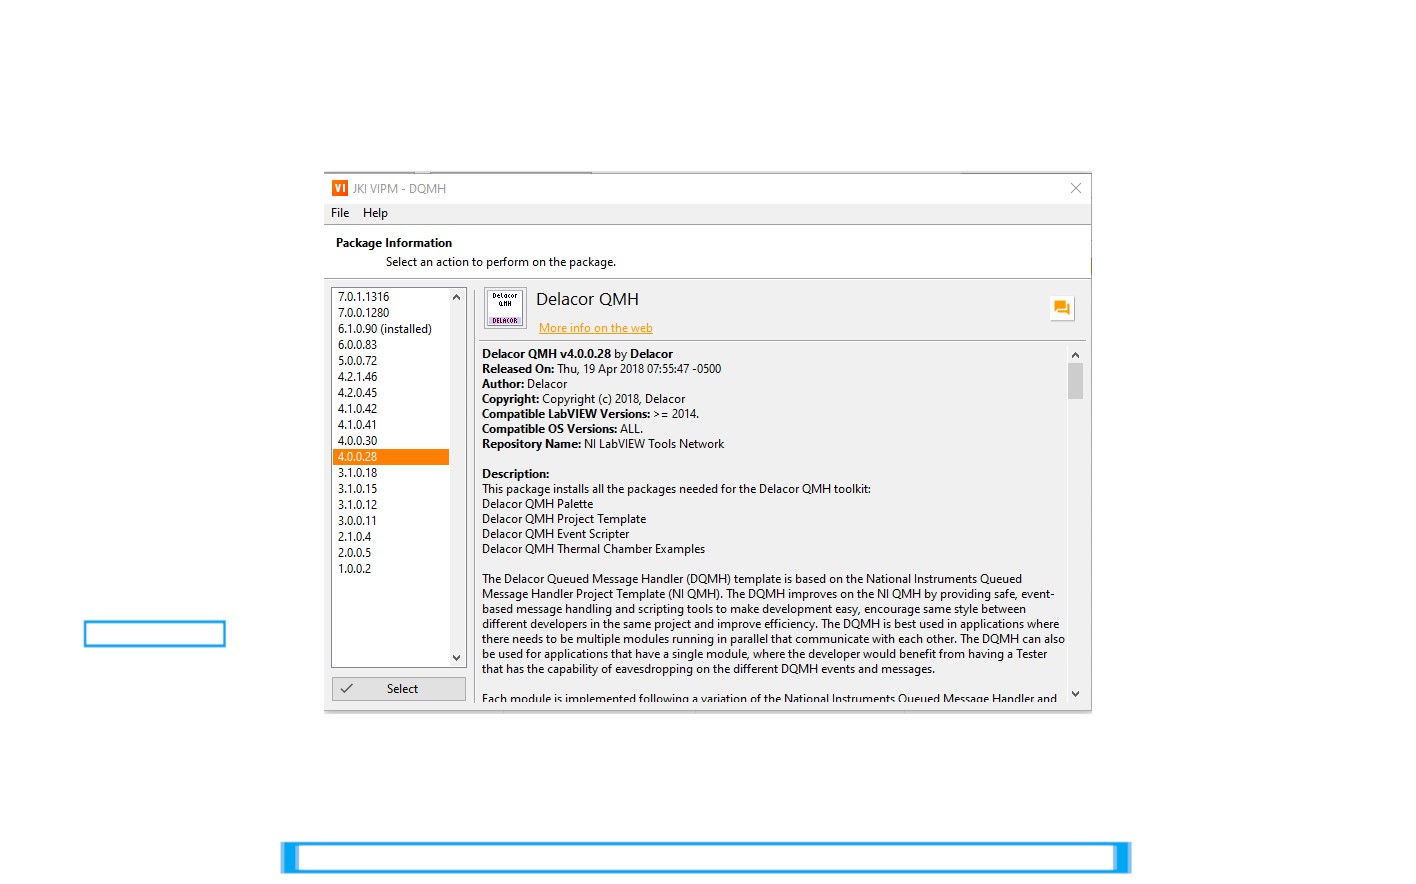 VI JKI VIPM - DQMH
File Help
Package Information
Select an action to perform on the package.
7.0.1.1316
7.0.0.1280
6.1.0.90 (installed)
6.0.0.83
5.0.0.72
4.2.1.46
4.2.0.45
4.1.0.42
4.1.0.41
4.0.0.30
4.0.0.28
3.1.0.18
3.1.0.15
3.1.0.12
3.0.0.11
2.1.0.4
2.0.0.5
1.0.0.2
Select
Delacor
QMH
DELACOR
Delacor QMH
More info on the web
Delacor QMH v4.0.0.28 by Delacor
Released On: Thu, 19 Apr 2018 07:55:47 -0500
Author: Delacor
Copyright: Copyright (c) 2018, Delacor
Compatible LabVIEW Versions: >= 2014.
Compatible OS Versions: ALL.
Repository Name: NI LabVIEW Tools Network
Description:
This package installs all the packages needed for the Delacor QMH toolkit:
Delacor QMH Palette
Delacor QMH Project Template
Delacor QMH Event Scripter
Delacor QMH Thermal Chamber Examples
The Delacor Queued Message Handler (DQMH) template is based on the National Instruments Queued
Message Handler Project Template (NI QMH). The DQMH improves on the NI QMH by providing safe, event-
based message handling and scripting tools to make development easy, encourage same style between
different developers in the same project and improve efficiency. The DQMH is best used in applications where
there needs to be multiple modules running in parallel that communicate with each other. The DQMH can also
be used for applications that have a single module, where the developer would benefit from having a Tester
that has the capability of eavesdropping on the different DQMH events and messages.
Each module is implemented following a variation of the National Instruments Queued Message Handler and